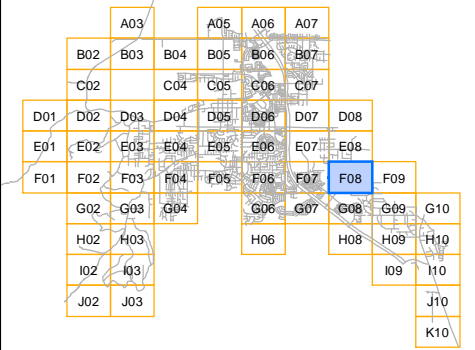 A03 A05 A06 A07
B02 B03 B04 B05 B06 B07
C02 C04 C05 C06 C07
D01 D02 D03 D04 D05 D06 D07 D08
E01 E02 E03 E04 E05 E06 E07 E08
F01 F02 F03 F04 F05 F06 F07 F08 F09
G02 G03 G04 G06 G07 G08 G09 G10
H02 H03 H06 H08 H09 H10
I02 I03 I09 I10
J02 J03 J10
K10